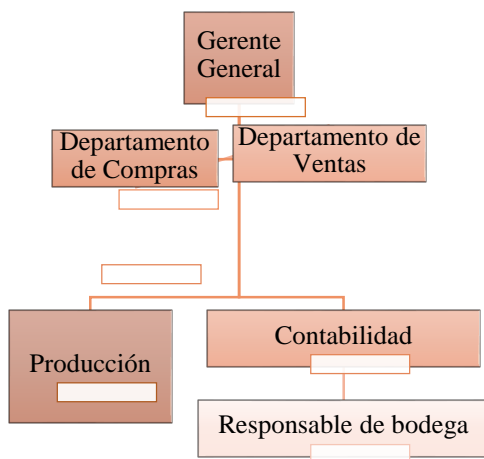 Gerente
General
Departamento
de Compras
Departamento de
Ventas
Producción
Contabilidad
Responsable de bodega